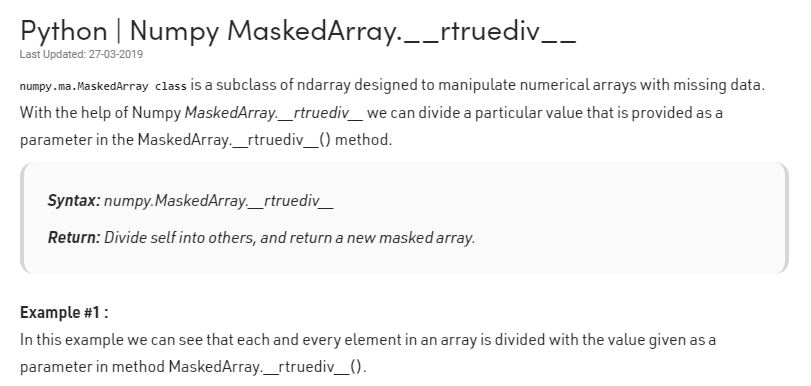 Python | Numpy MaskedArray.__rtruediv__
Last Updated: 27-03-2019
numpy.ma.MaskedArray class is a subclass of ndarray designed to manipulate numerical arrays with missing data.
With the help of Numpy MaskedArray.__rtruediv__ we can divide a particular value that is provided as a
parameter in the MaskedArray.__rtruediv__() method.
Syntax: numpy.MaskedArray.__rtruediv__
Return: Divide self into others, and return a new masked array.
Example #1 :
In this example we can see that each and every element in an array is divided with the value given as a
parameter in method MaskedArray.__rtruediv__().